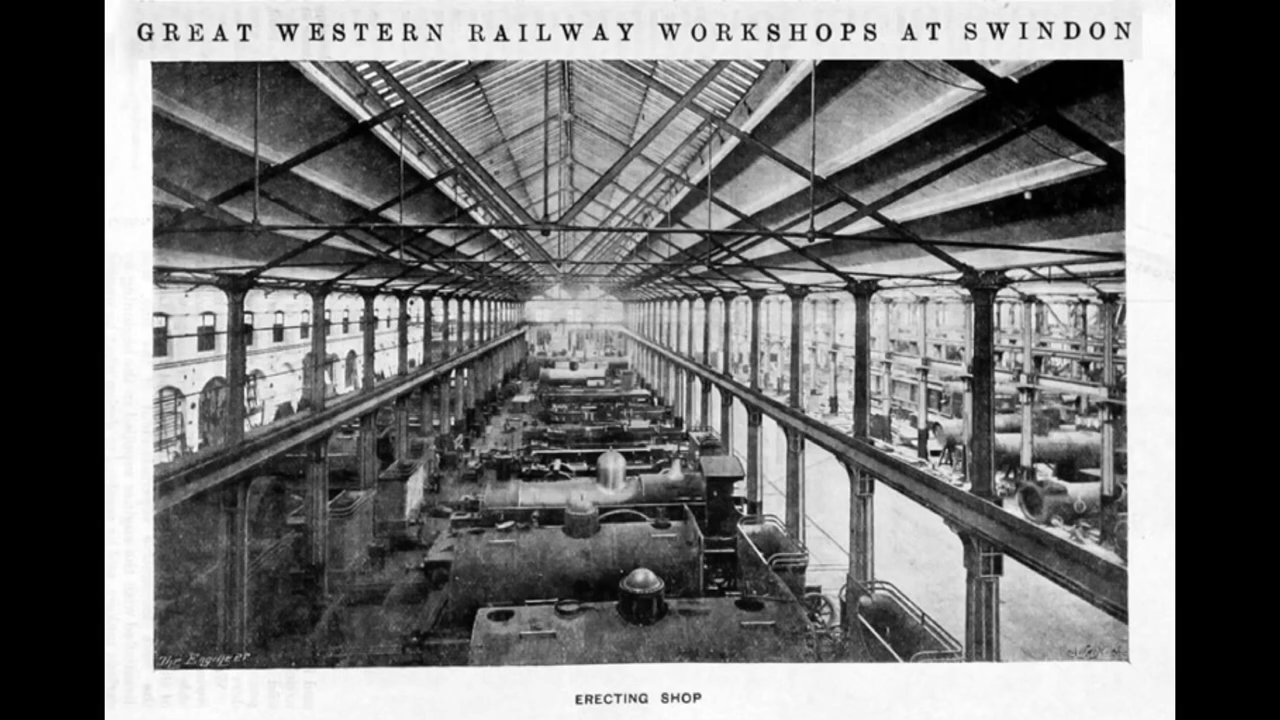 GREAT WESTERN RAILWAY WORKSHOPS AT SWINDON
The Engineer
ERECTING SHOP